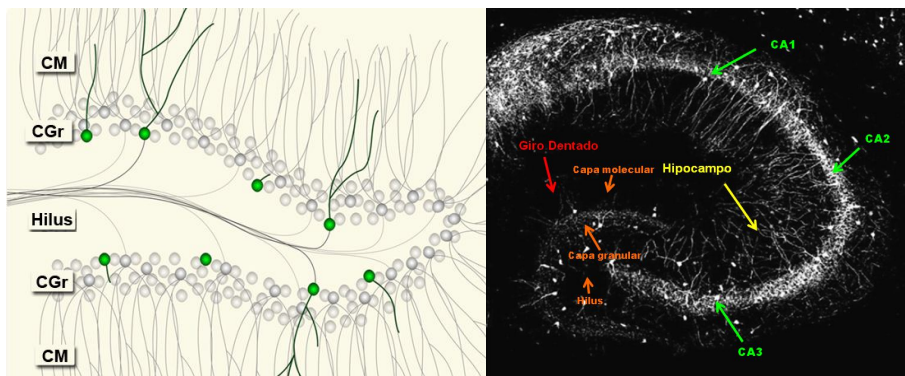 CM
CGr
Hilus
CGr
CM
CA1
CA2
Giro Dentado
Capa molecular
Hipocampo
Capa granular
Hilus
CA3